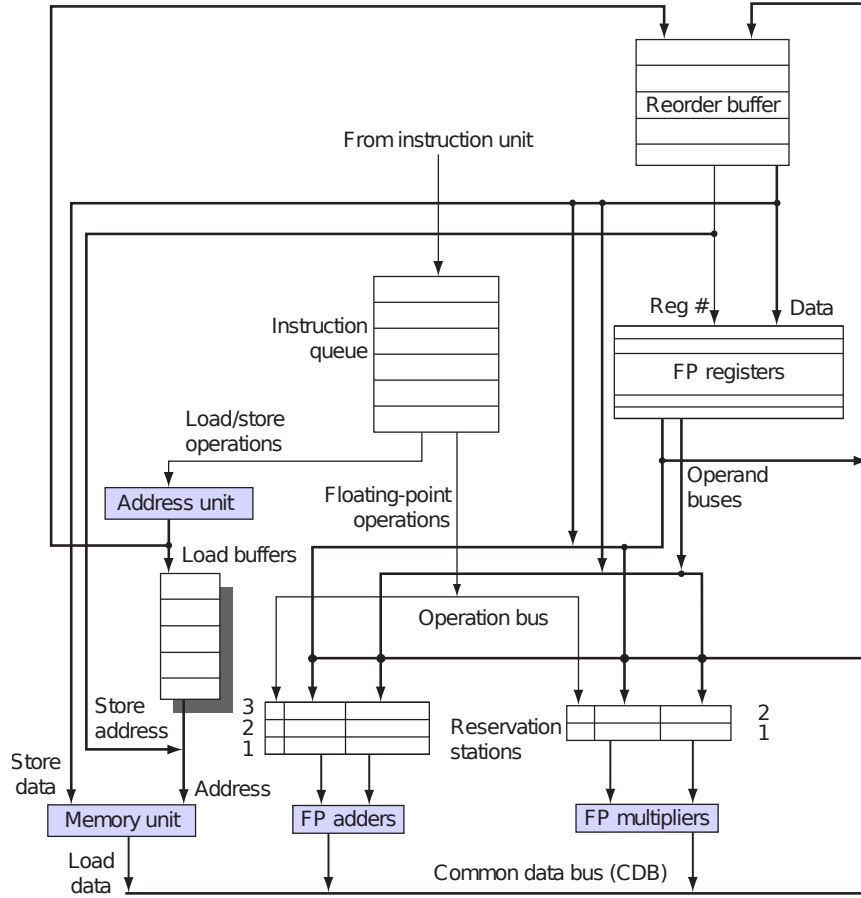 Reorder buffer
From instruction unit
Reg #
Data
Instruction
queue
FP registers
Load/store
operations
Operand
buses
Address unit
Floating-point
operations
Load buffers
Operation bus
Store
address
3
2
1
Reservation
stations
2
1
Store
data
Address
Memory unit
FP adders
FP multipliers
Load
data
Common data bus (CDB)